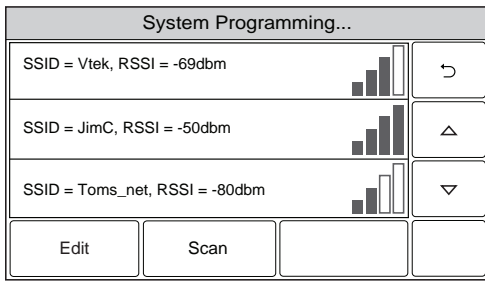 System Programming...
SSID = Vtek, RSSI = -69dbm
SSID = JimC, RSSI = -50dbm
SSID = Toms_net, RSSI = -80dbm
Edit
Scan